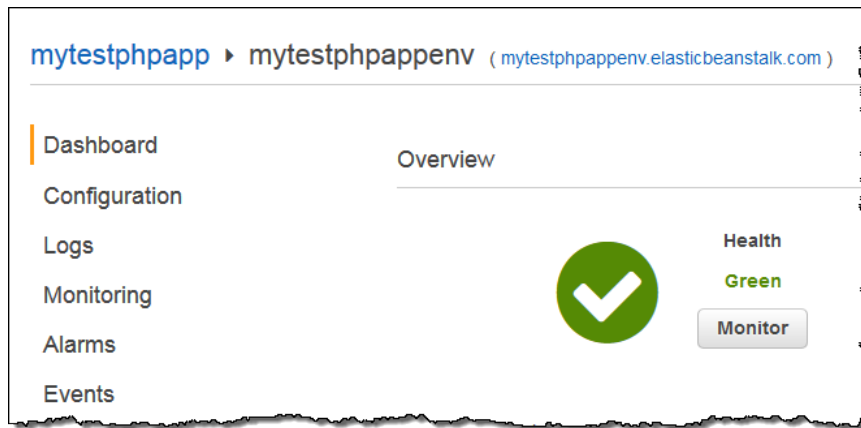 mytestphpapp ▸ mytestphpappenv ( mytestphpappenv.elasticbeanstalk.com )
Dashboard
Configuration
Logs
Monitoring
Alarms
Events
Overview
Health
Green
Monitor